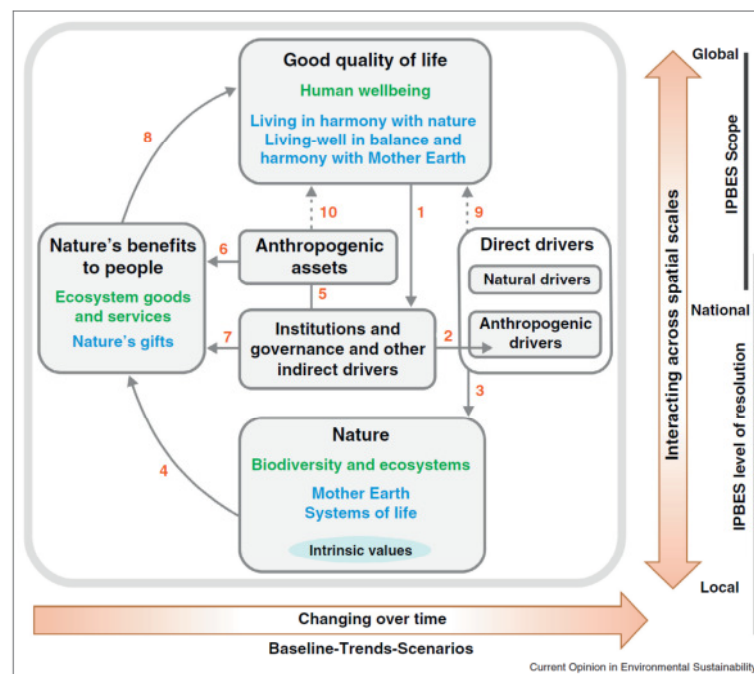 Good quality of life
Human wellbeing
Living in harmony with nature
Living-well in balance and
harmony with Mother Earth
8
10
1
9
Nature's benefits
to people
Ecosystem goods
and services
Nature's gifts
6
Anthropogenic
assets
5
7
Institutions and
governance and other
indirect drivers
2
Direct drivers
Natural drivers
Anthropogenic
drivers
3
4
Nature
Biodiversity and ecosystems
Mother Earth
Systems of life
Intrinsic values
Interacting across spatial scales
Global
IPBES Scope
National
IPBES level of resolution
Local
Changing over time
Baseline-Trends-Scenarios
Current Opinion in Environmental Sustainability